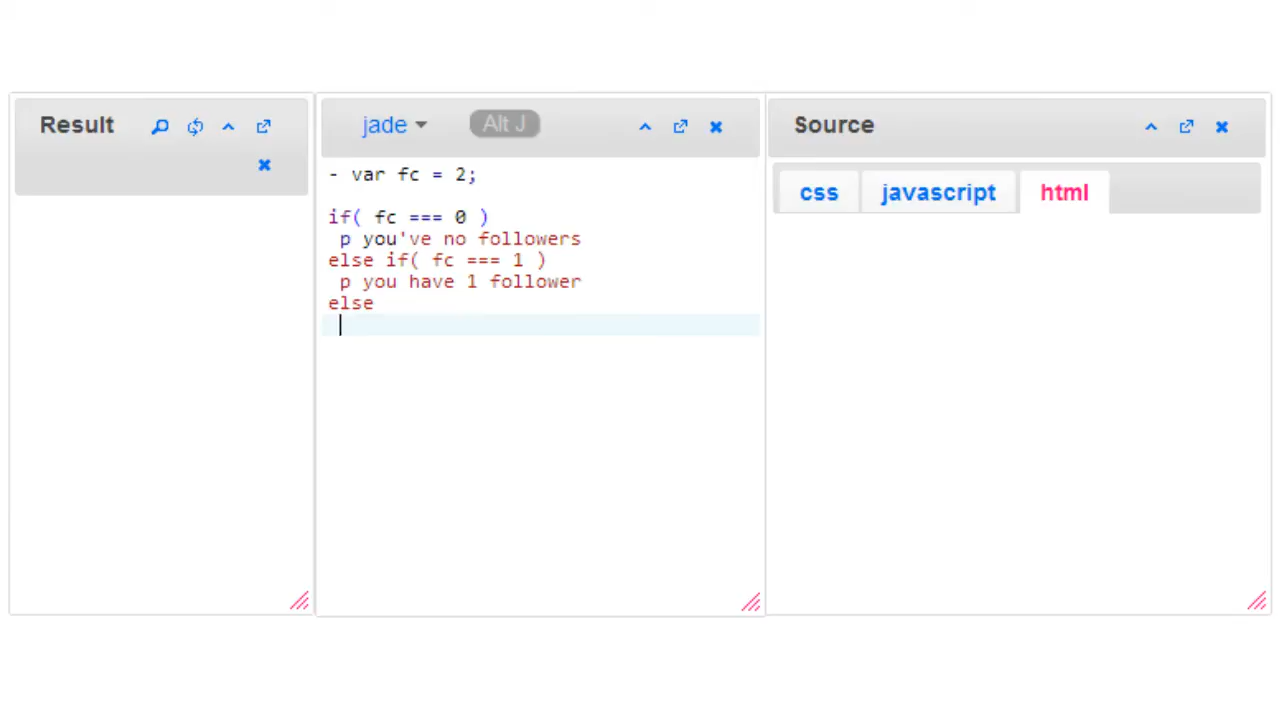 Result
jade
Alt J
- var fc = 2;
if( fc === 0 )
p you've no followers
else if( fc === 1 )
p you have 1 follower
else
Source
css
javascript
html